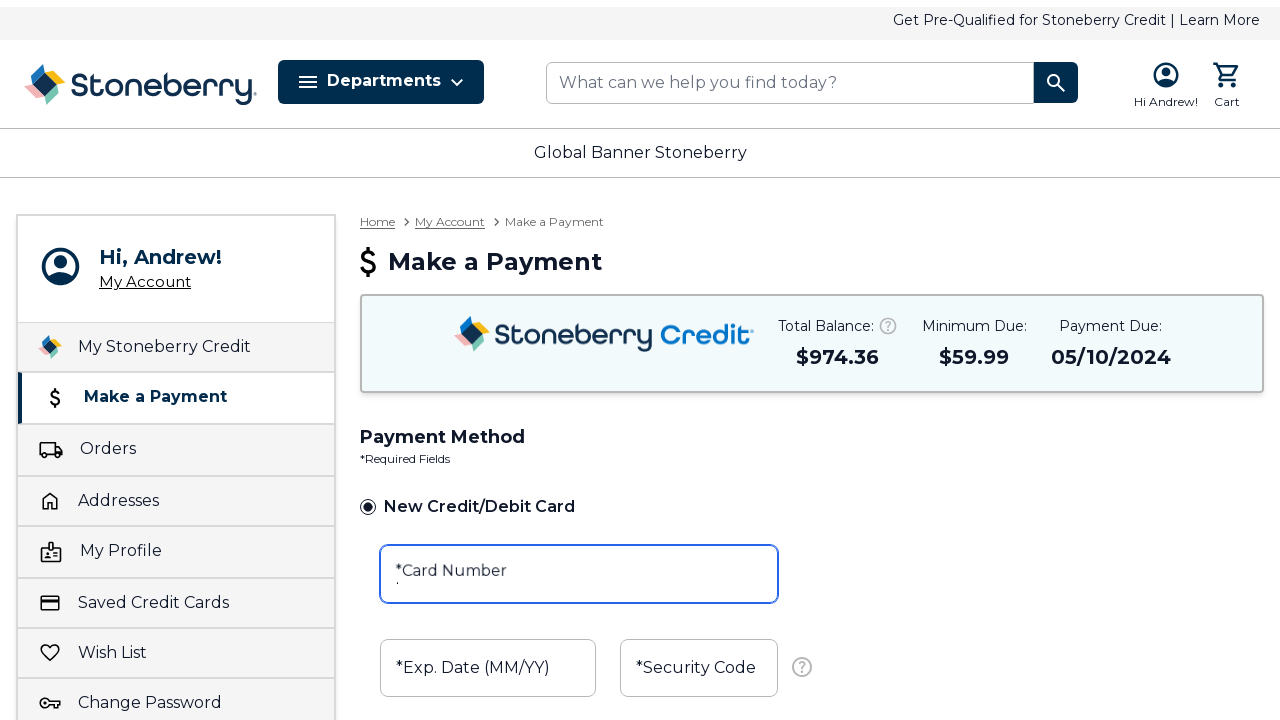 Get Pre-Qualified for Stoneberry Credit | Learn More
Stoneberry
Departments
What can we help you find today?
Hi Andrew!
Cart
Global Banner Stoneberry
Hi, Andrew!
My Account
My Stoneberry Credit
Make a Payment
Orders
Addresses
My Profile
Saved Credit Cards
Wish List
Change Password
Home
My Account
Make a Payment
$ Make a Payment
Stoneberry Credit
Total Balance:
$974.36
Minimum Due:
$59.99
Payment Due:
05/10/2024
Payment Method
*Required Fields
New Credit/Debit Card
*Card Number
*Exp. Date (MM/YY)
*Security Code